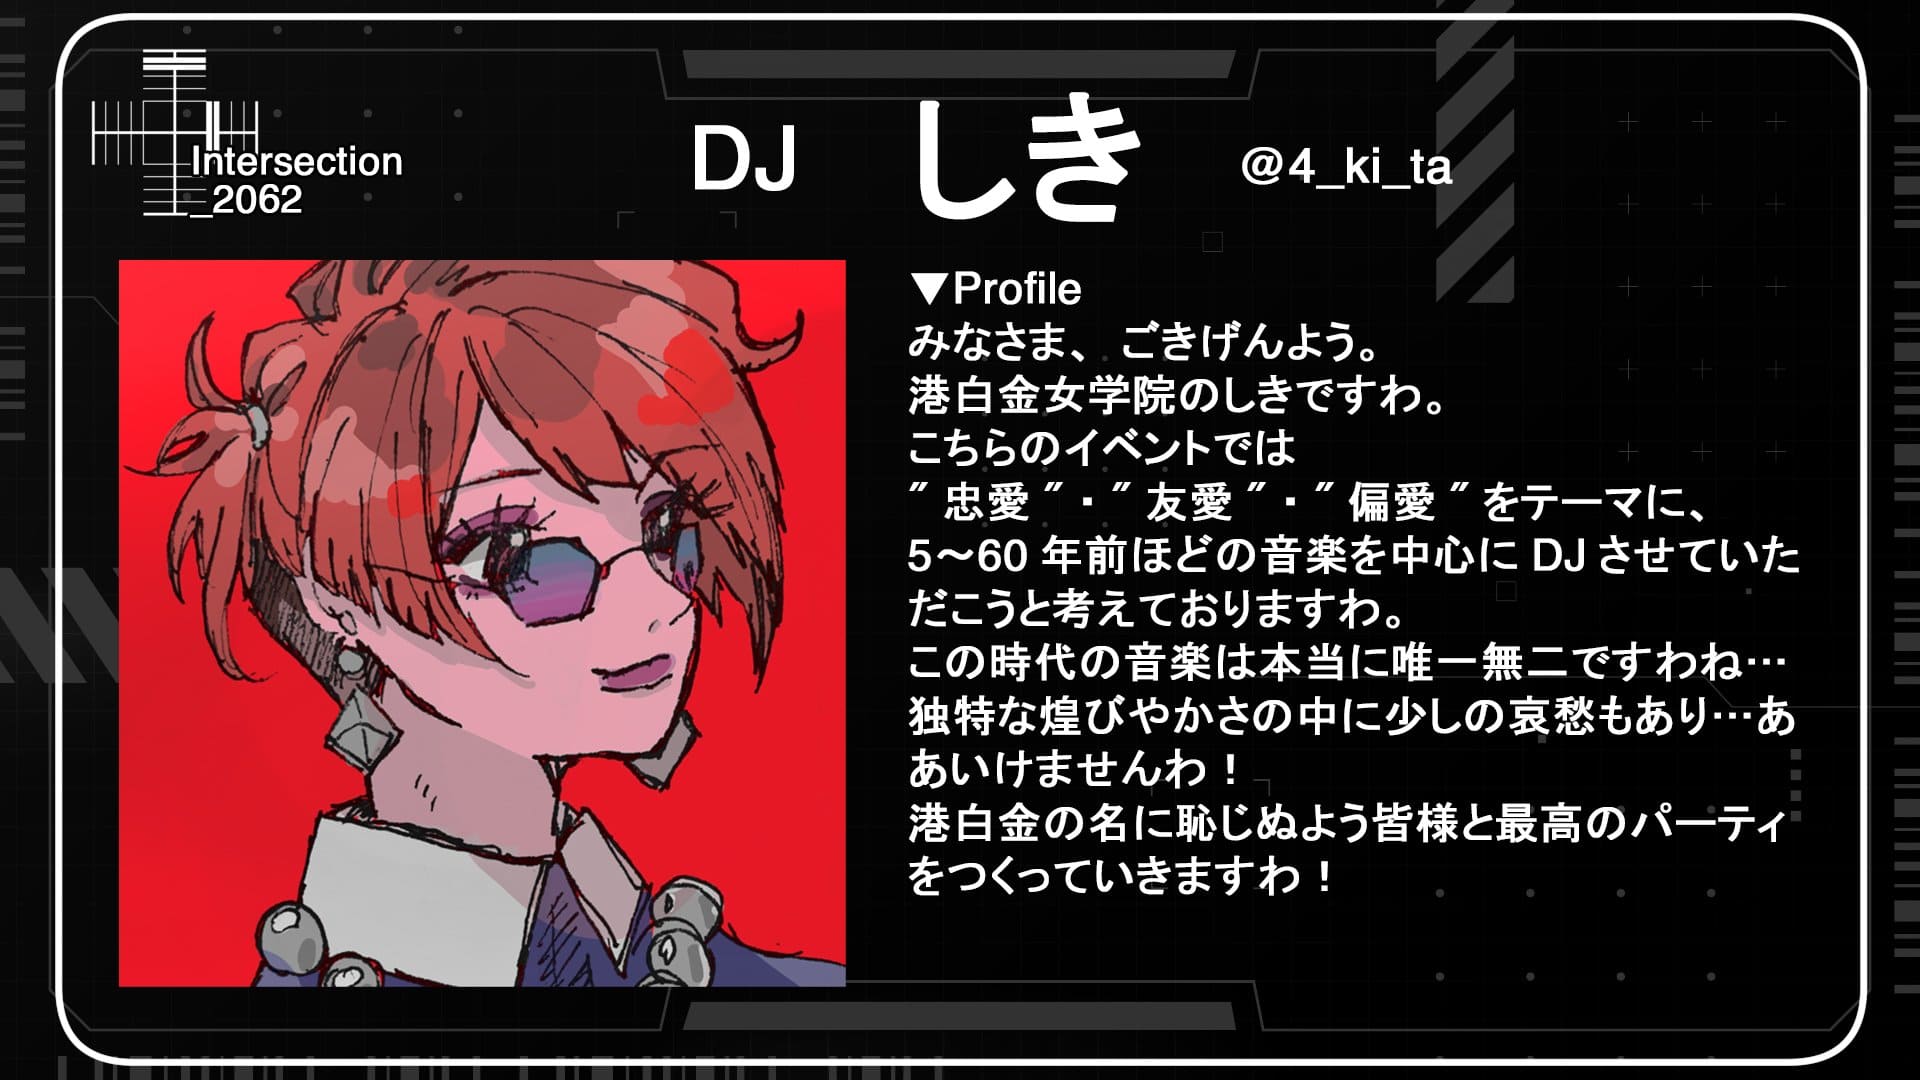 Intersection
_2062
DJ しき @4_ki_ta
▼Profile
みなさま、ごきげんよう。
港白金女学院のしきですわ。
こちらのイベントでは
"忠愛"・"友愛"・"偏愛"をテーマに、
5～60年前ほどの音楽を中心にDJさせていた
だこうと考えておりますわ。
この時代の音楽は本当に唯一無二ですわね…
独特な煌びやかさの中に少しの哀愁もあり…あ
あいけませんわ！
港白金の名に恥じぬよう皆様と最高のパーティ
をつくっていきますわ！